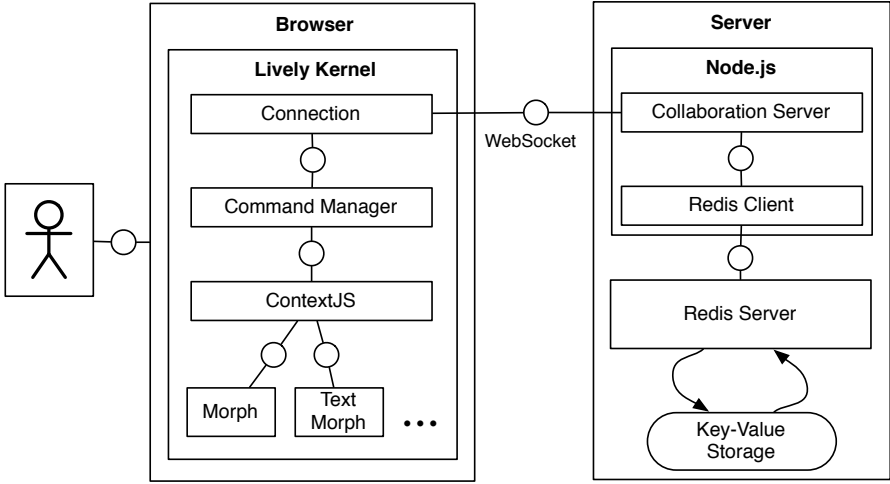 Browser
Lively Kernel
Connection
Command Manager
ContextJS
Morph
Text
Morph
...
WebSocket
Server
Node.js
Collaboration Server
Redis Client
Redis Server
Key-Value
Storage